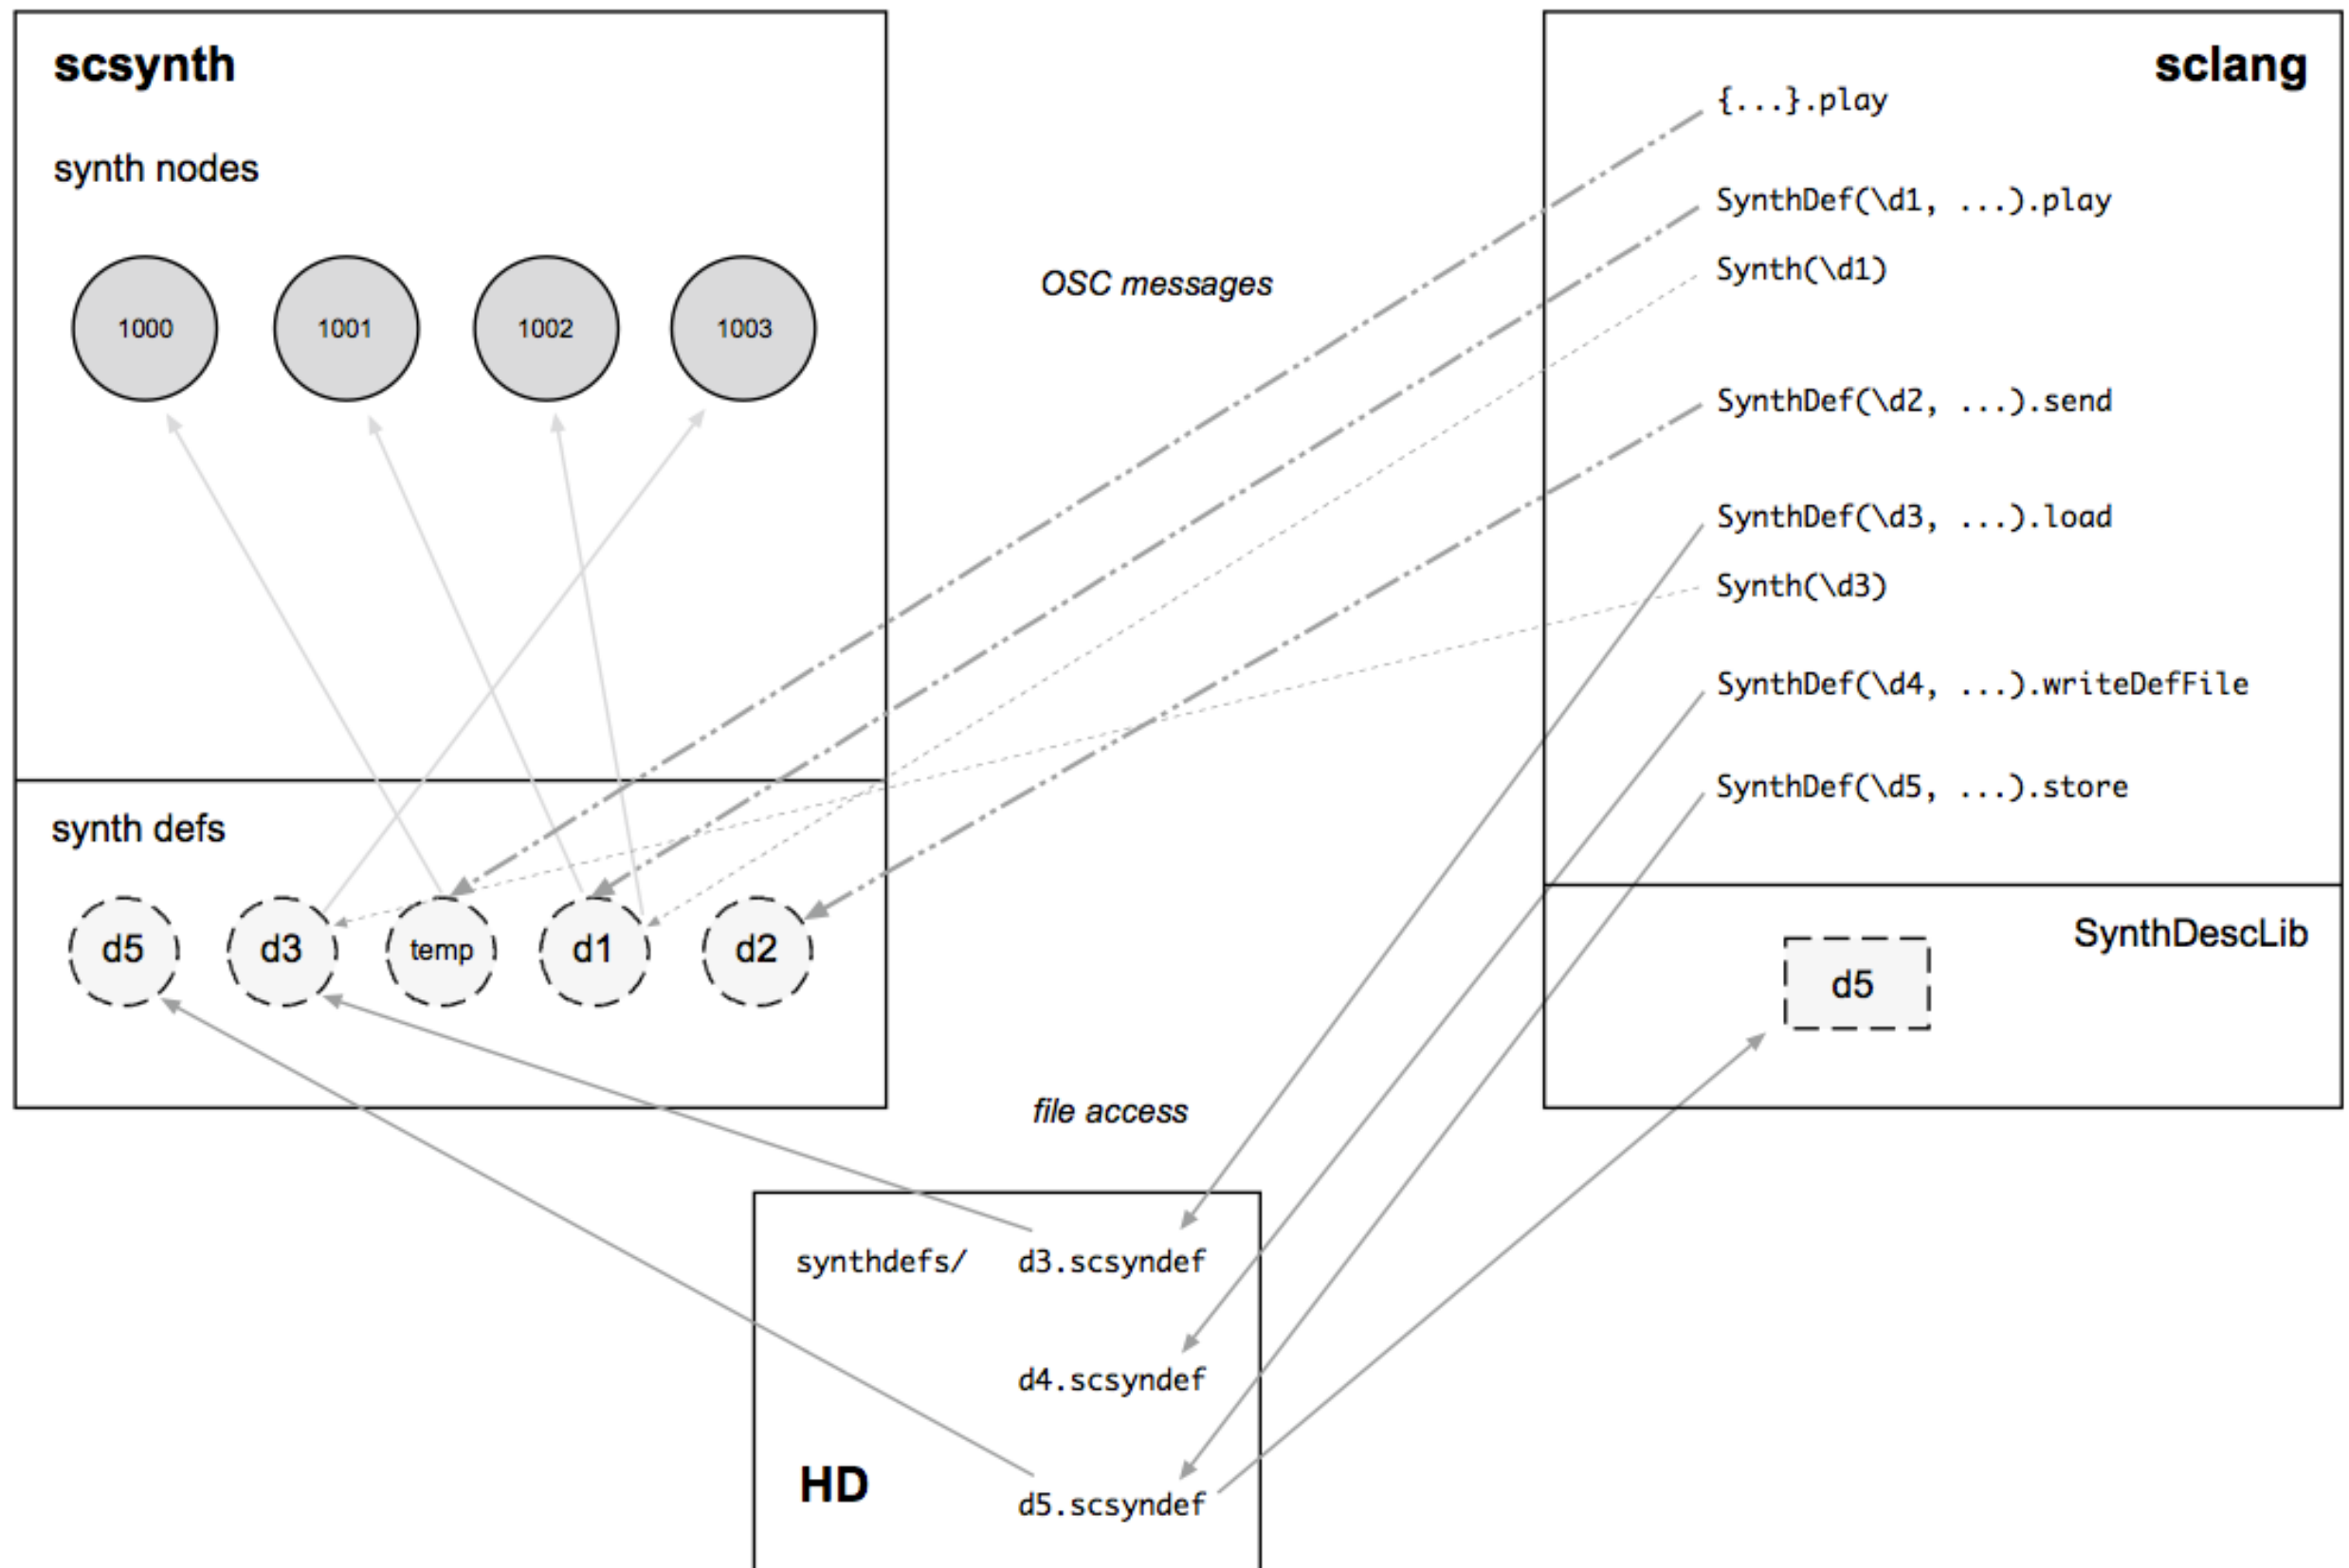 scsynth
synth nodes
1000
1001
1002
1003
synth defs
d5
d3
temp
d1
d2
OSC messages
file access
sclang
{...}.play
SynthDef(\d1, ...).play
Synth(\d1)
SynthDef(\d2, ...).send
SynthDef(\d3, ...).load
Synth(\d3)
SynthDef(\d4, ...).writeDefFile
SynthDef(\d5, ...).store
SynthDescLib
d5
synthdefs/ d3.scsyndef
d4.scsyndef
HD
d5.scsyndef